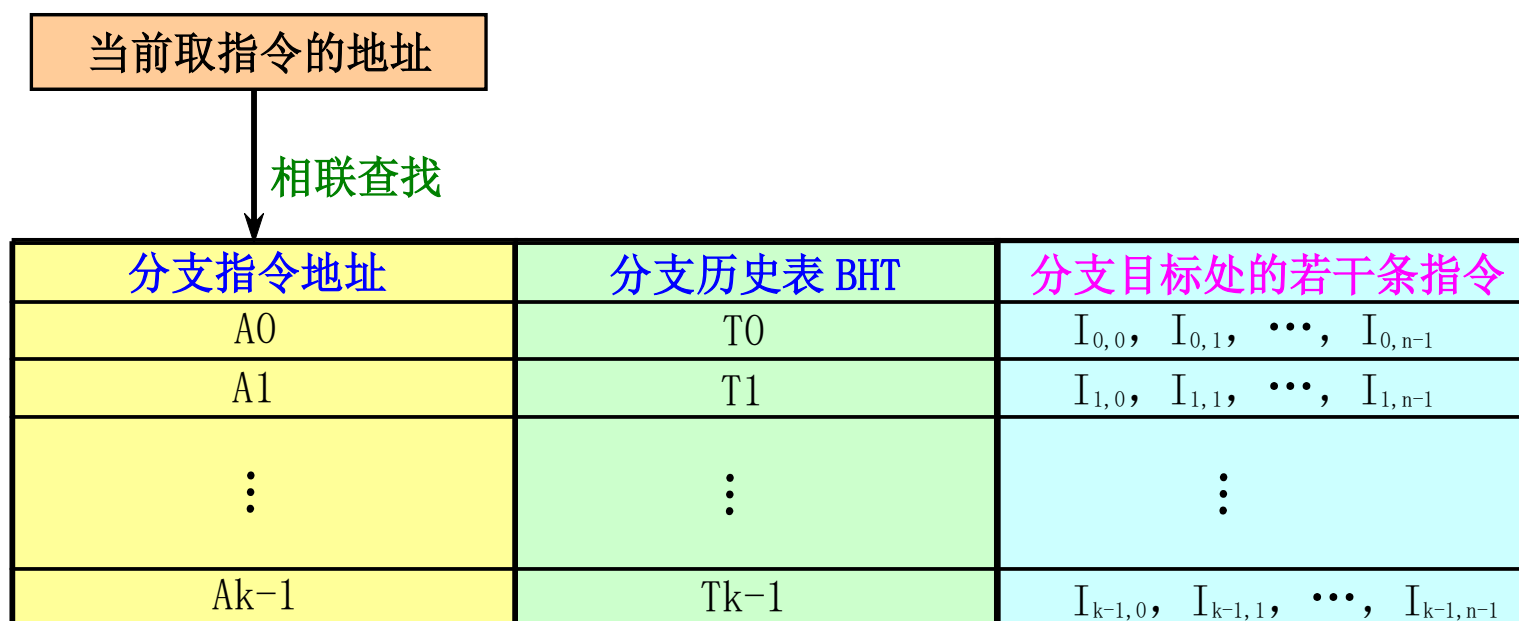 当前取指令的地址
相联查找
分支指令地址 分支历史表 BHT 分支目标处的若干条指令
A0 T0 I0,0, I0,1, …, I0,n-1
A1 T1 I1,0, I1,1, …, I1,n-1
⋮ ⋮ ⋮
Ak-1 Tk-1 Ik-1,0, Ik-1,1, …, Ik-1,n-1